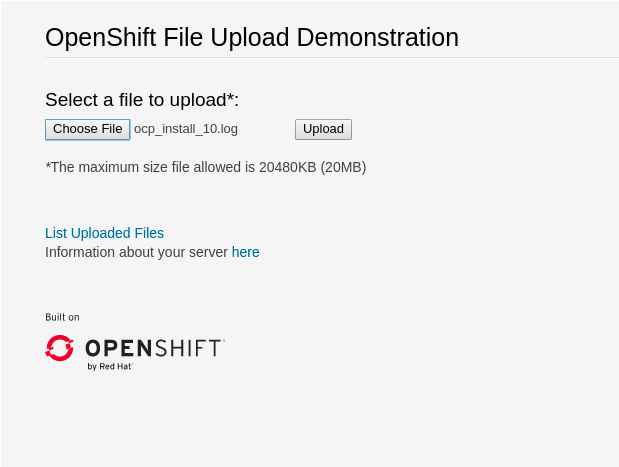 OpenShift File Upload Demonstration
Select a file to upload*:
Choose File ocp_install_10.log Upload
*The maximum size file allowed is 20480KB (20MB)
List Uploaded Files
Information about your server here
Built on
OPENSHIFT
by Red Hat